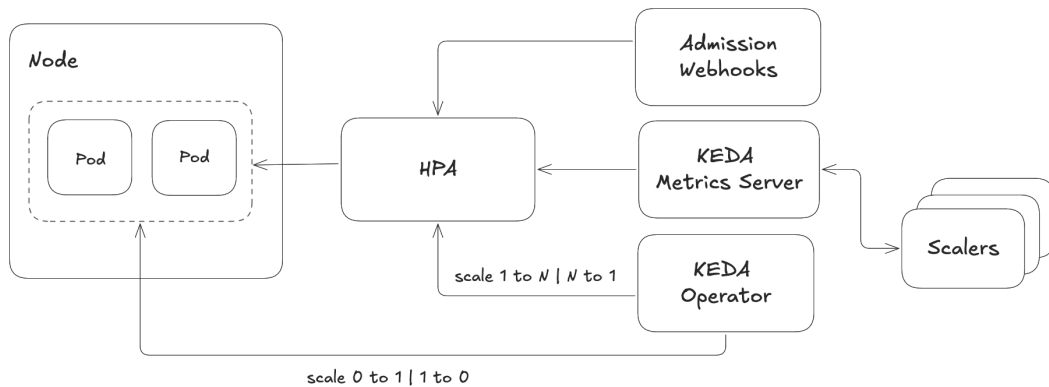 Node
Pod
Pod
HPA
Admission
Webhooks
KEDA
Metrics Server
Scalers
KEDA
Operator
scale 1 to N | N to 1
scale 0 to 1 | 1 to 0